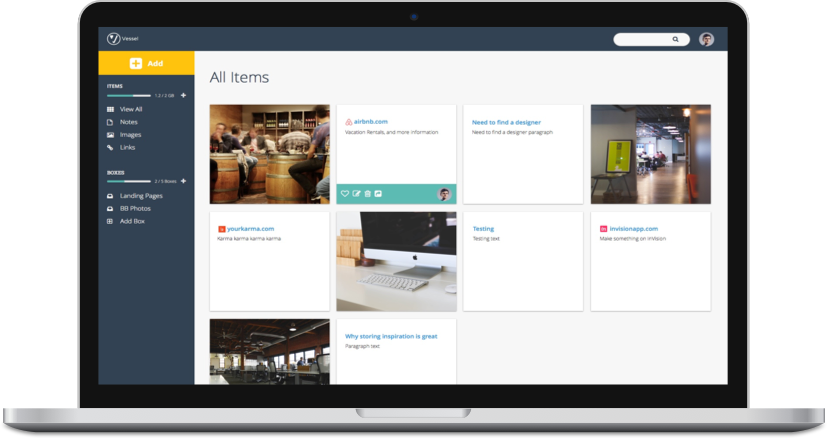 Vessel
Add
All Items
ITEMS
1.2 / 2 GB
View All
Notes
Images
Links
BOXES
2 / 5 Boxes
Landing Pages
BB Photos
Add Box
airbnb.com
Vacation Rentals, and more information
Need to find a designer
Need to find a designer paragraph
yourkarma.com
Karma karma karma karma
Testing
Testing text
invisionapp.com
Make something on InVision
Why storing inspiration is great
Paragraph text